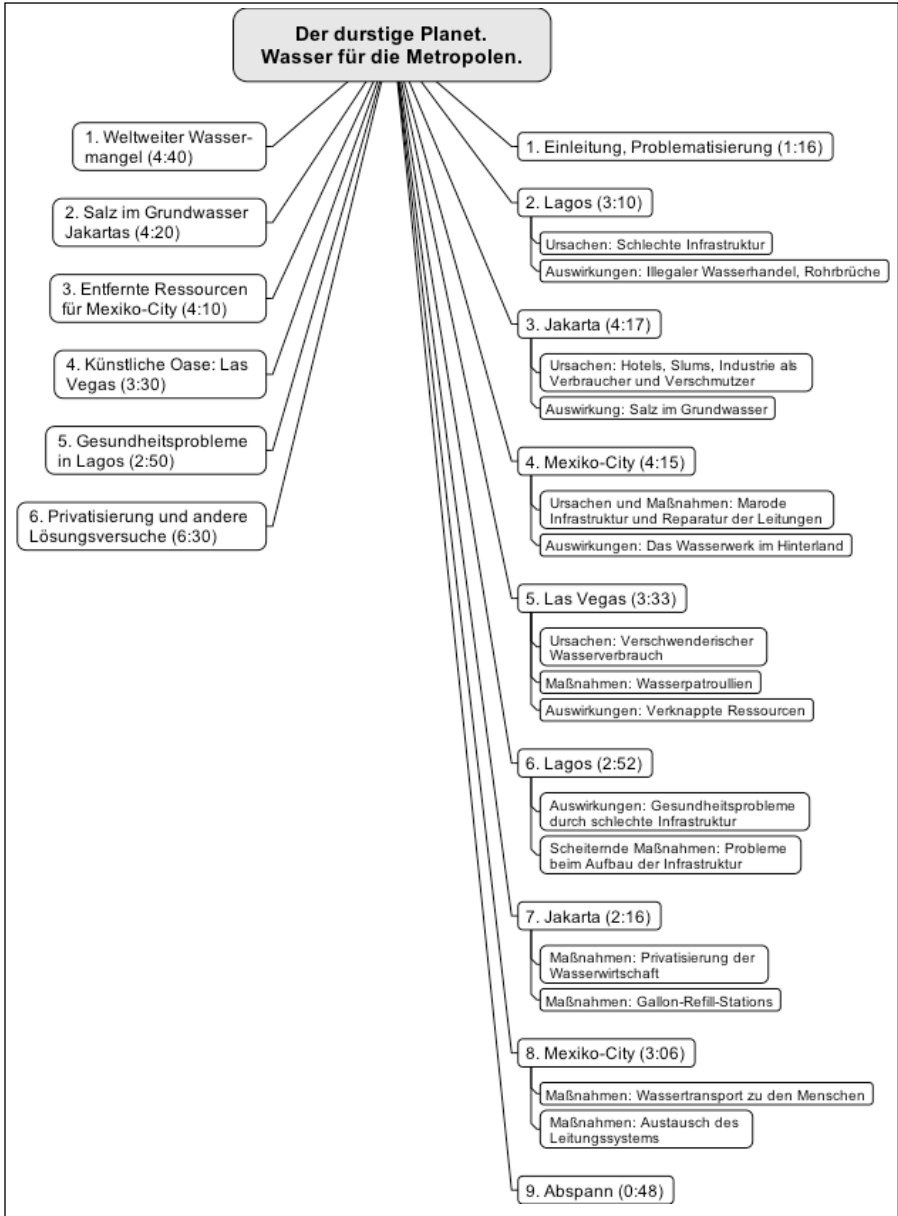 Der durstige Planet.
Wasser für die Metropolen.
1. Weltweiter Wasser-
mangel (4:40)
2. Salz im Grundwasser
Jakartas (4:20)
3. Entfernte Ressourcen
für Mexiko-City (4:10)
4. Künstliche Oase: Las
Vegas (3:30)
5. Gesundheitsprobleme
in Lagos (2:50)
6. Privatisierung und andere
Lösungsversuche (6:30)
1. Einleitung, Problematisierung (1:16)
2. Lagos (3:10)
Ursachen: Schlechte Infrastruktur
Auswirkungen: Illegaler Wasserhandel, Rohrbrüche
3. Jakarta (4:17)
Ursachen: Hotels, Slums, Industrie als
Verbraucher und Verschmutzer
Auswirkung: Salz im Grundwasser
4. Mexiko-City (4:15)
Ursachen und Maßnahmen: Marode
Infrastruktur und Reparatur der Leitungen
Auswirkungen: Das Wasserwerk im Hinterland
5. Las Vegas (3:33)
Ursachen: Verschwenderischer
Wasserverbrauch
Maßnahmen: Wasserpatroullien
Auswirkungen: Verknappte Ressourcen
6. Lagos (2:52)
Auswirkungen: Gesundheitsprobleme
durch schlechte Infrastruktur
Scheiternde Maßnahmen: Probleme
beim Aufbau der Infrastruktur
7. Jakarta (2:16)
Maßnahmen: Privatisierung der
Wasserwirtschaft
Maßnahmen: Gallon-Refill-Stations
8. Mexiko-City (3:06)
Maßnahmen: Wassertransport zu den Menschen
Maßnahmen: Austausch des
Leitungssystems
9. Abspann (0:48)